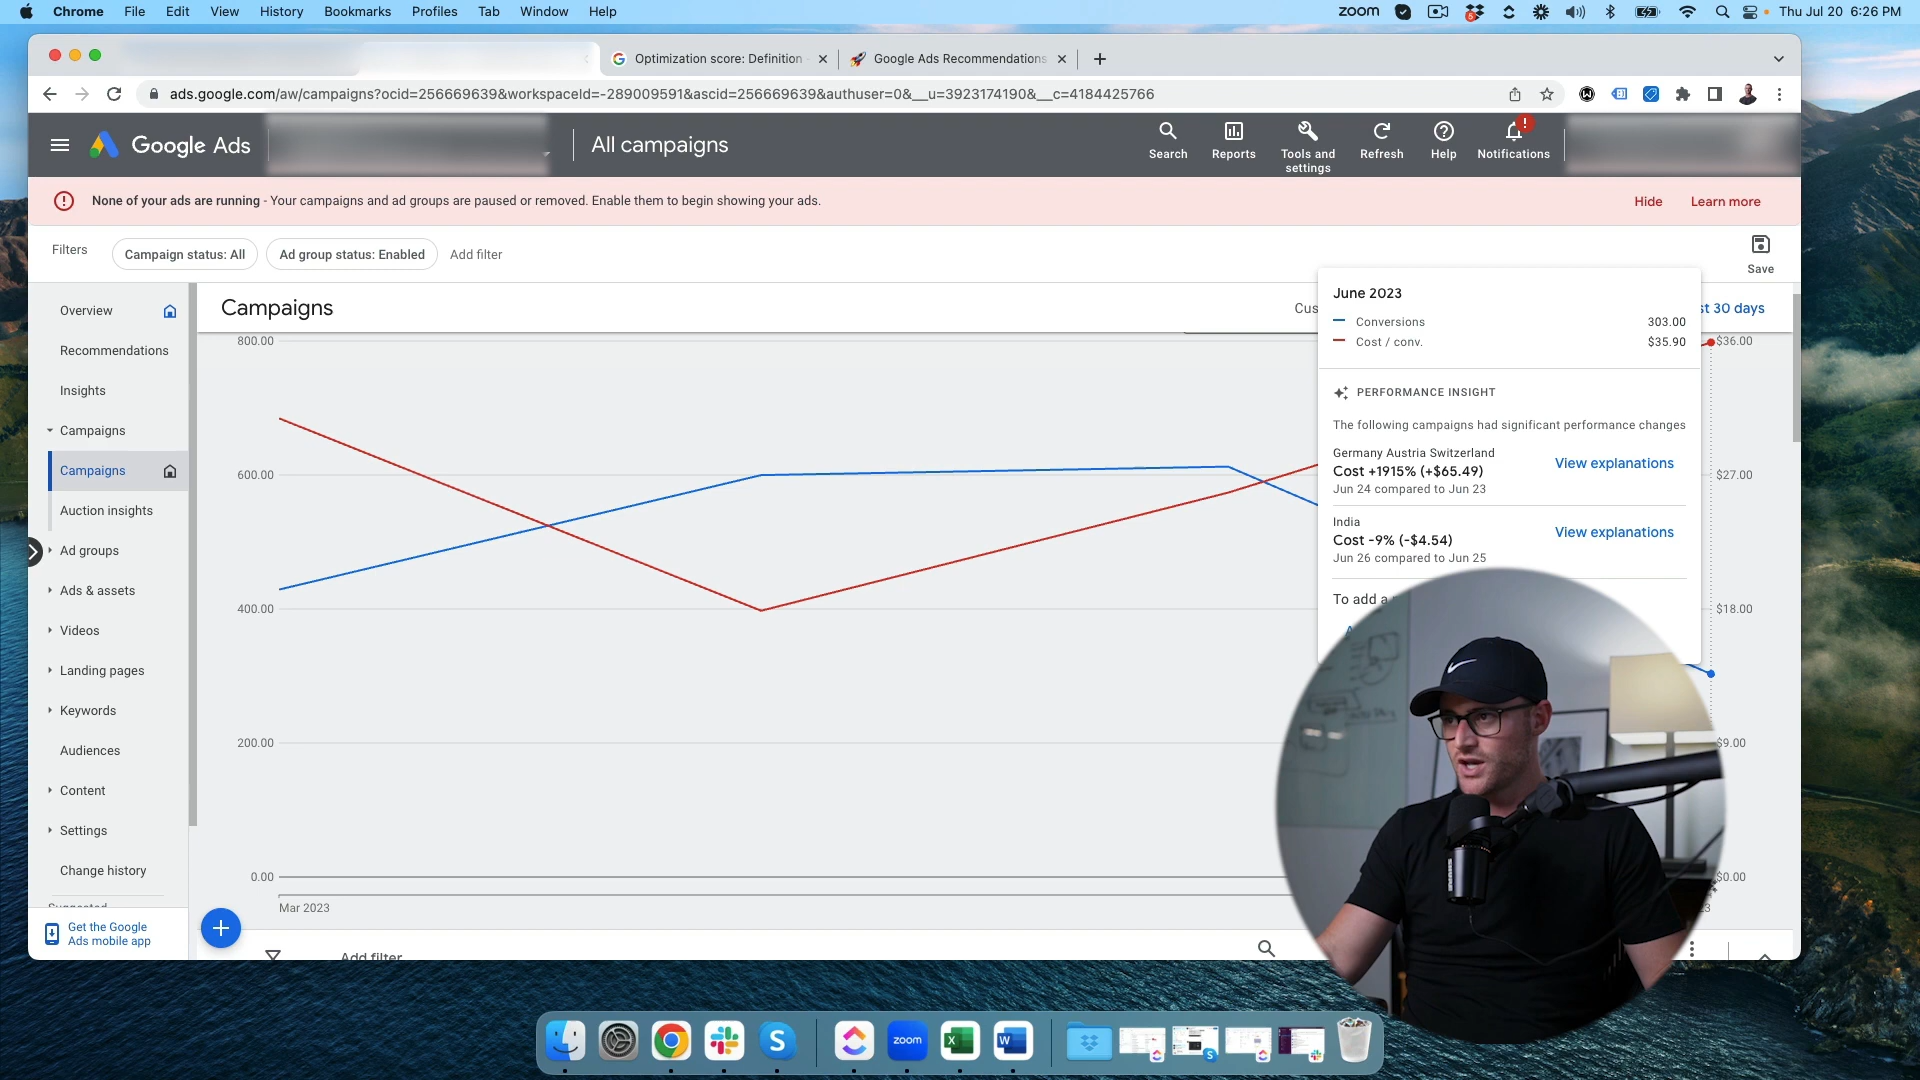 Chrome File Edit View History Bookmarks Profiles Tab Window Help
zoom
Thu Jul 20 6:26 PM
Optimization score: Definition
Google Ads Recommendations
ads.google.com/aw/campaigns?ocid=256669639&workspaceId=-289009591&ascid=256669639&authuser=0&__u=3923174190&__c=4184425766
Google Ads
All campaigns
Search
Reports
Tools and
settings
Refresh
Help
Notifications
None of your ads are running - Your campaigns and ad groups are paused or removed. Enable them to begin showing your ads.
Hide
Learn more
Filters
Campaign status: All
Ad group status: Enabled
Add filter
Save
Overview
Recommendations
Insights
Campaigns
Campaigns
Auction insights
Ad groups
Ads & assets
Videos
Landing pages
Keywords
Audiences
Content
Settings
Change history
Get the Google
Ads mobile app
Campaigns
Cus
st 30 days
800.00
600.00
400.00
200.00
0.00
$36.00
$27.00
$18.00
$9.00
$0.00
Mar 2023
June 2023
Conversions 303.00
Cost / conv. $35.90
PERFORMANCE INSIGHT
The following campaigns had significant performance changes
Germany Austria Switzerland
Cost +1915% (+$65.49)
Jun 24 compared to Jun 23
View explanations
India
Cost -9% (-$4.54)
Jun 26 compared to Jun 25
View explanations
To add a
Add filter
zoom